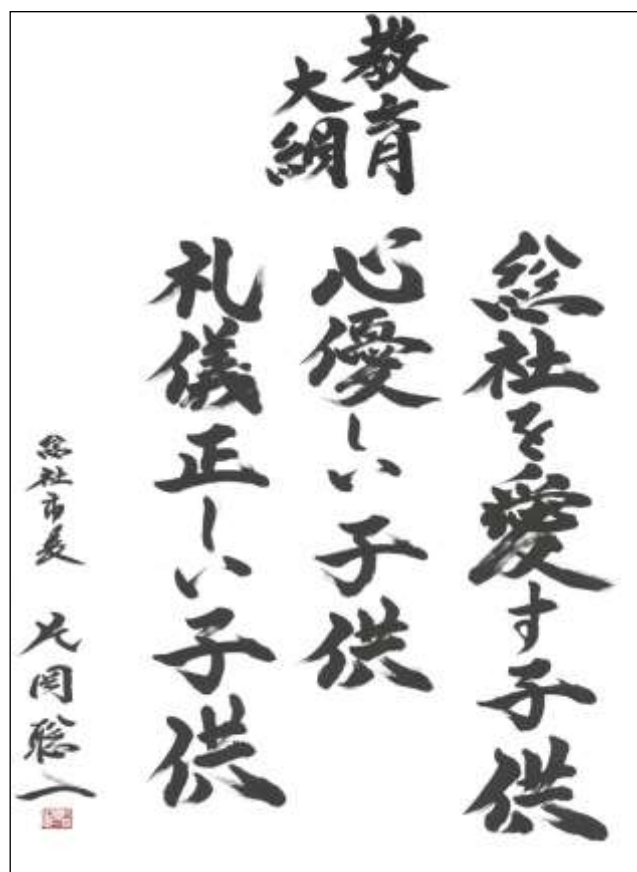 教育
大綱
総社を愛す子供
心優しい子供
礼儀正しい子供
総社市長 片岡聡一